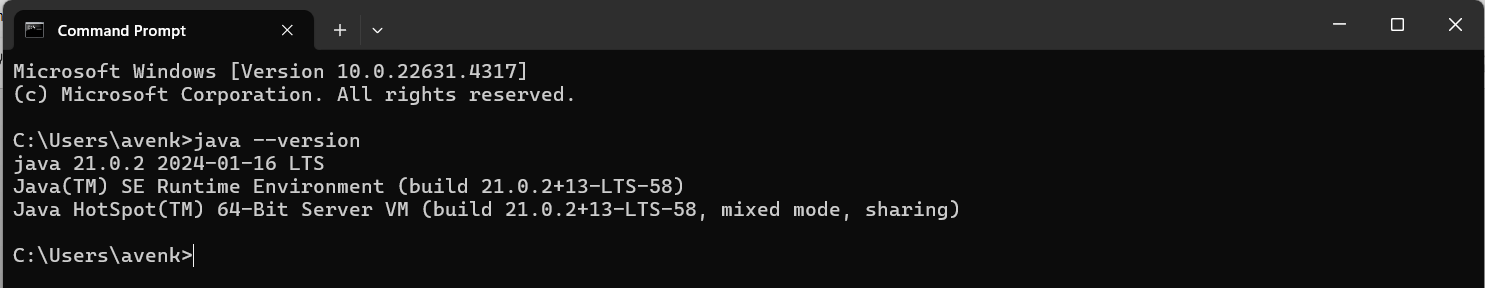 Command Prompt
Microsoft Windows [Version 10.0.22631.4317]
(c) Microsoft Corporation. All rights reserved.
C:\Users\avenk>java --version
java 21.0.2 2024-01-16 LTS
Java(TM) SE Runtime Environment (build 21.0.2+13-LTS-58)
Java HotSpot(TM) 64-Bit Server VM (build 21.0.2+13-LTS-58, mixed mode, sharing)
C:\Users\avenk>